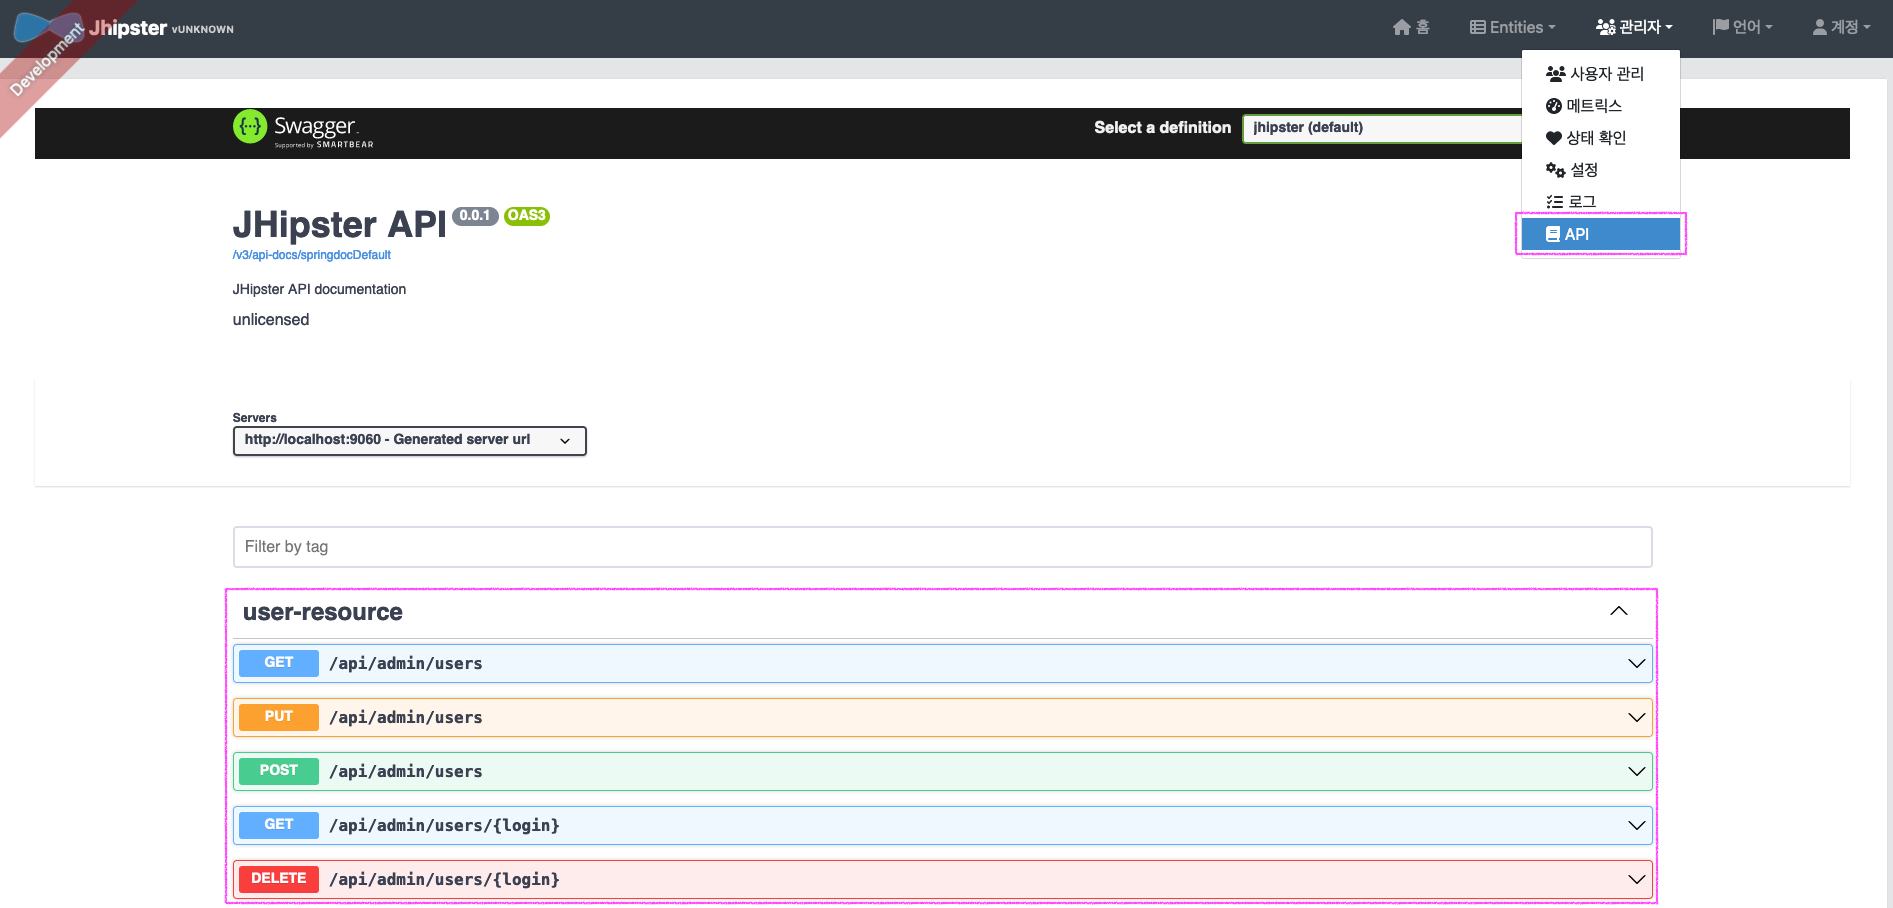 Development
Jhipster vUNKNOWN
홈
Entities
관리자
언어
계정
사용자 관리
메트릭스
상태 확인
설정
로그
API
{···} Swagger.
Supported by SMARTBEAR
Select a definition
jhipster (default)
JHipster API 0.0.1 OAS3
/v3/api-docs/springdocDefault
JHipster API documentation
unlicensed
Servers
http://localhost:9060 - Generated server url
Filter by tag
user-resource
GET /api/admin/users
PUT /api/admin/users
POST /api/admin/users
GET /api/admin/users/{login}
DELETE /api/admin/users/{login}